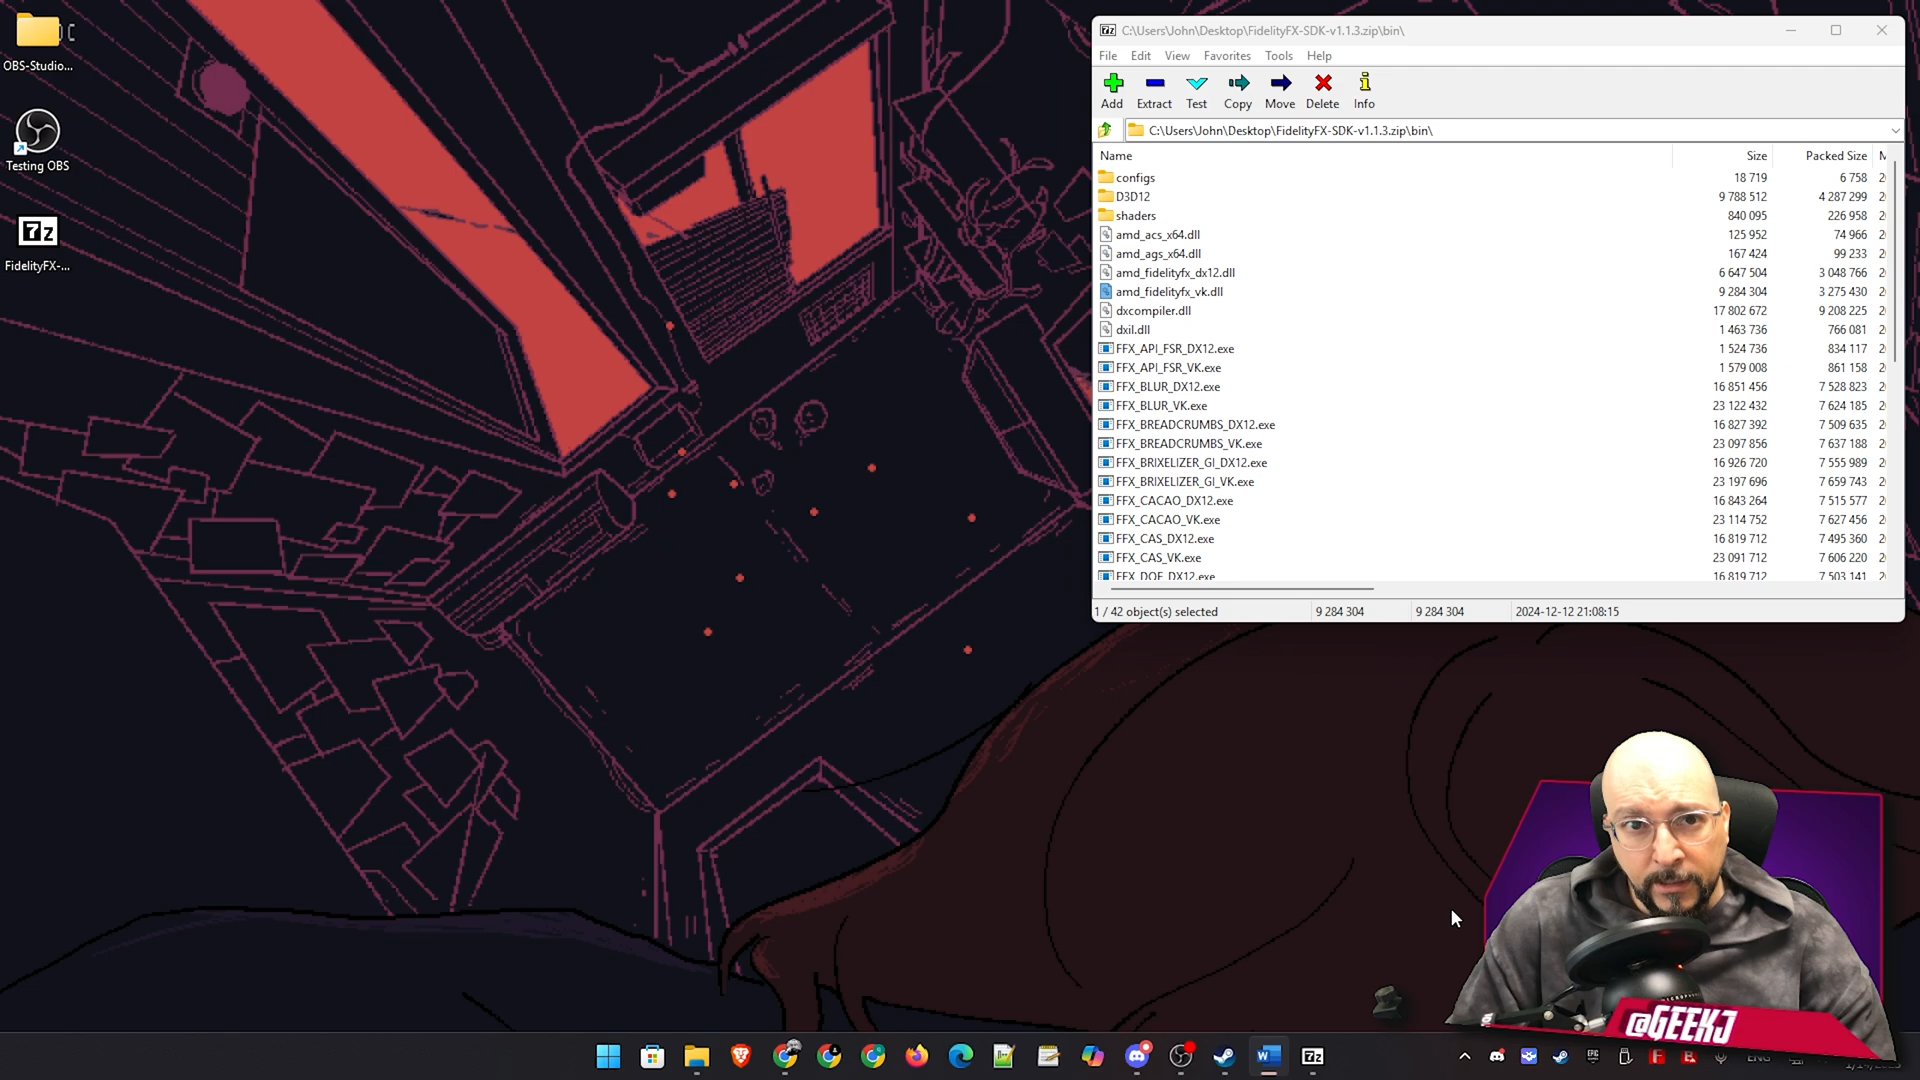 OBS-Studio...
Testing OBS
7z
FidelityFX-...
7z C:\Users\John\Desktop\FidelityFX-SDK-v1.1.3.zip\bin\
File Edit View Favorites Tools Help
Add Extract Test Copy Move Delete Info
C:\Users\John\Desktop\FidelityFX-SDK-v1.1.3.zip\bin\
Name Size Packed Size
configs 18 719 6 758
D3D12 9 788 512 4 287 299
shaders 840 095 226 958
amd_acs_x64.dll 125 952 74 966
amd_ags_x64.dll 167 424 99 233
amd_fidelityfx_dx12.dll 6 647 504 3 048 766
amd_fidelityfx_vk.dll 9 284 304 3 275 430
dxcompiler.dll 17 802 672 9 208 225
dxil.dll 1 463 736 766 081
FFX_API_FSR_DX12.exe 1 524 736 834 117
FFX_API_FSR_VK.exe 1 579 008 861 158
FFX_BLUR_DX12.exe 16 851 456 7 528 823
FFX_BLUR_VK.exe 23 122 432 7 624 185
FFX_BREADCRUMBS_DX12.exe 16 827 392 7 509 635
FFX_BREADCRUMBS_VK.exe 23 097 856 7 637 188
FFX_BRIXELIZER_GI_DX12.exe 16 926 720 7 555 989
FFX_BRIXELIZER_GI_VK.exe 23 197 696 7 659 743
FFX_CACAO_DX12.exe 16 843 264 7 515 577
FFX_CACAO_VK.exe 23 114 752 7 627 456
FFX_CAS_DX12.exe 16 819 712 7 495 360
FFX_CAS_VK.exe 23 091 712 7 606 220
FFX_DOF_DX12.exe 16 819 712 7 503 141
1 / 42 object(s) selected 9 284 304 9 284 304 2024-12-12 21:08:15
@GEEKJ
7z
ENG